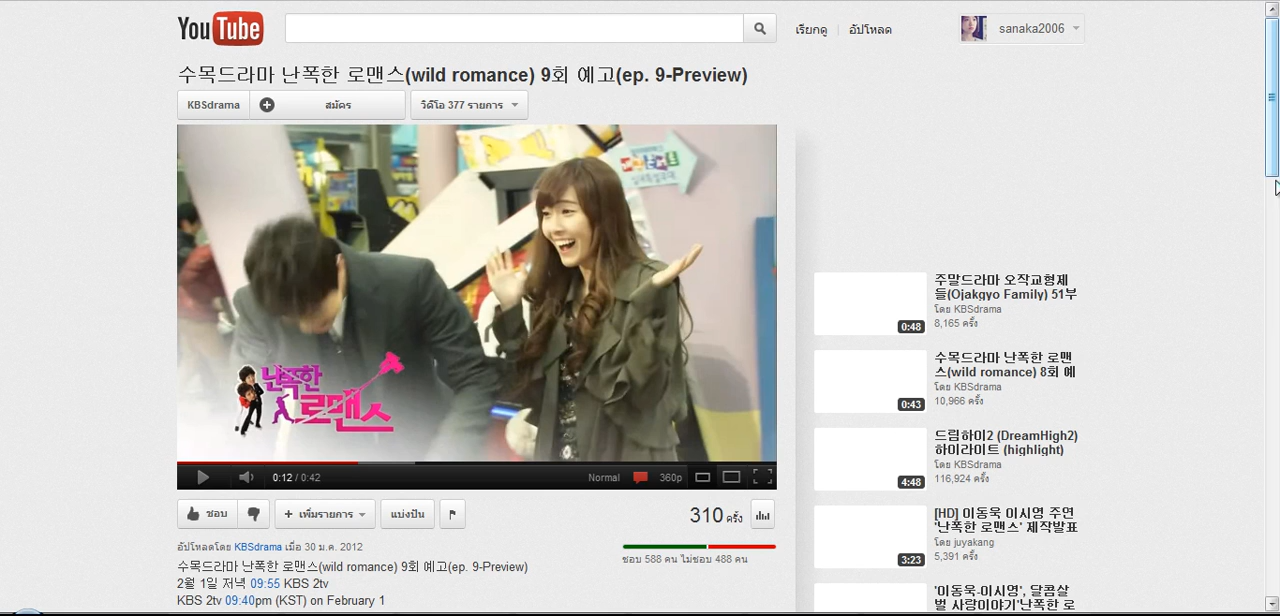 YouTube
เรียกดู
อัปโหลด
sanaka2006
수목드라마 난폭한 로맨스(wild romance) 9회 예고(ep. 9-Preview)
KBSdrama
สมัคร
วิดีโอ 377 รายการ
난폭한
로맨스
0:12 / 0:42
Normal
360p
ชอบ
เพิ่มรายการ
แบ่งปัน
310 ครั้ง
อัปโหลดโดย KBSdrama เมื่อ 30 ม.ค. 2012
ชอบ 588 คน ไม่ชอบ 488 คน
수목드라마 난폭한 로맨스(wild romance) 9회 예고(ep. 9-Preview)
2월 1일 저녁 09:55 KBS 2tv
KBS 2tv 09:40pm (KST) on February 1
주말드라마 오작교형제
들(Ojakgyo Family) 51부
โดย KBSdrama
8,165 ครั้ง
0:48
수목드라마 난폭한 로맨
스(wild romance) 8회 예
โดย KBSdrama
10,966 ครั้ง
0:43
드림하이2 (DreamHigh2)
하이라이트 (highlight)
โดย KBSdrama
116,924 ครั้ง
4:48
[HD] 이동욱 이시영 주연
'난폭한 로맨스' 제작발표
โดย juyakang
5,391 ครั้ง
3:23
'이동욱-이시영', 달콤살
벌 사랑이야기'난폭한 로